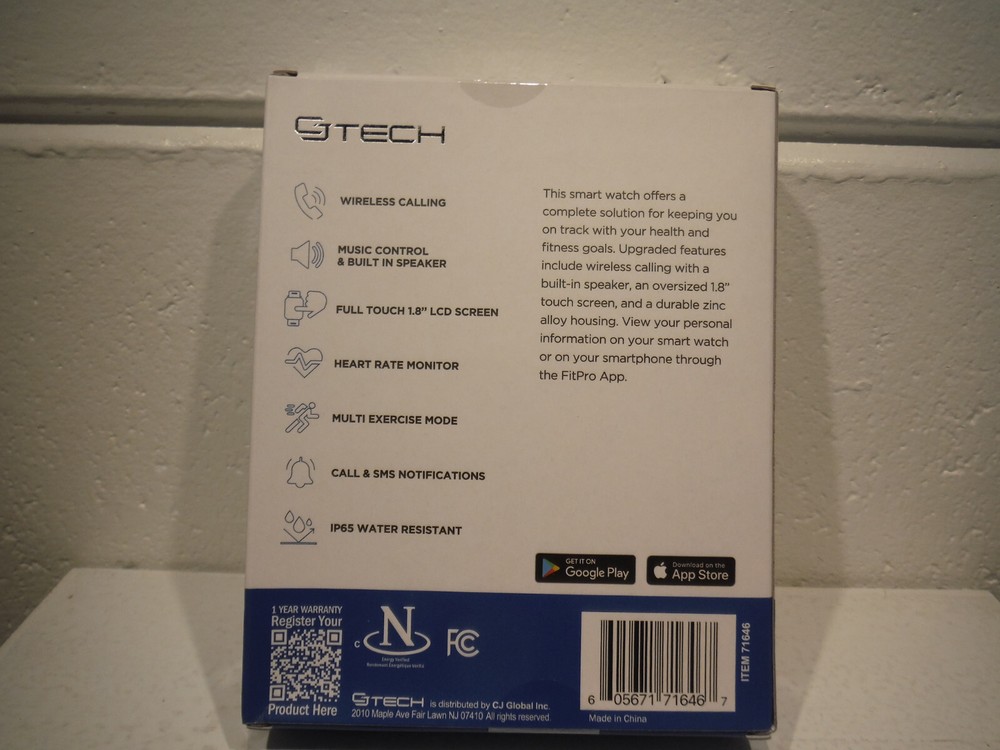 CJTECH
WIRELESS CALLING
MUSIC CONTROL
& BUILT IN SPEAKER
FULL TOUCH 1.8” LCD SCREEN
HEART RATE MONITOR
MULTI EXERCISE MODE
CALL & SMS NOTIFICATIONS
IP65 WATER RESISTANT
This smart watch offers a
complete solution for keeping you
on track with your health and
fitness goals. Upgraded features
include wireless calling with a
built-in speaker, an oversized 1.8”
touch screen, and a durable zinc
alloy housing. View your personal
information on your smart watch
or on your smartphone through
the FitPro App.
GET IT ON
Google Play
Download on the
App Store
1 YEAR WARRANTY
Register Your
Product Here
C N
Energy Verified
Rendement Énergétique Vérifié
FC
CJTECH is distributed by CJ Global Inc.
2010 Maple Ave Fair Lawn NJ 07410 All rights reserved.
6 05671 71646 7
Made in China
ITEM 71646